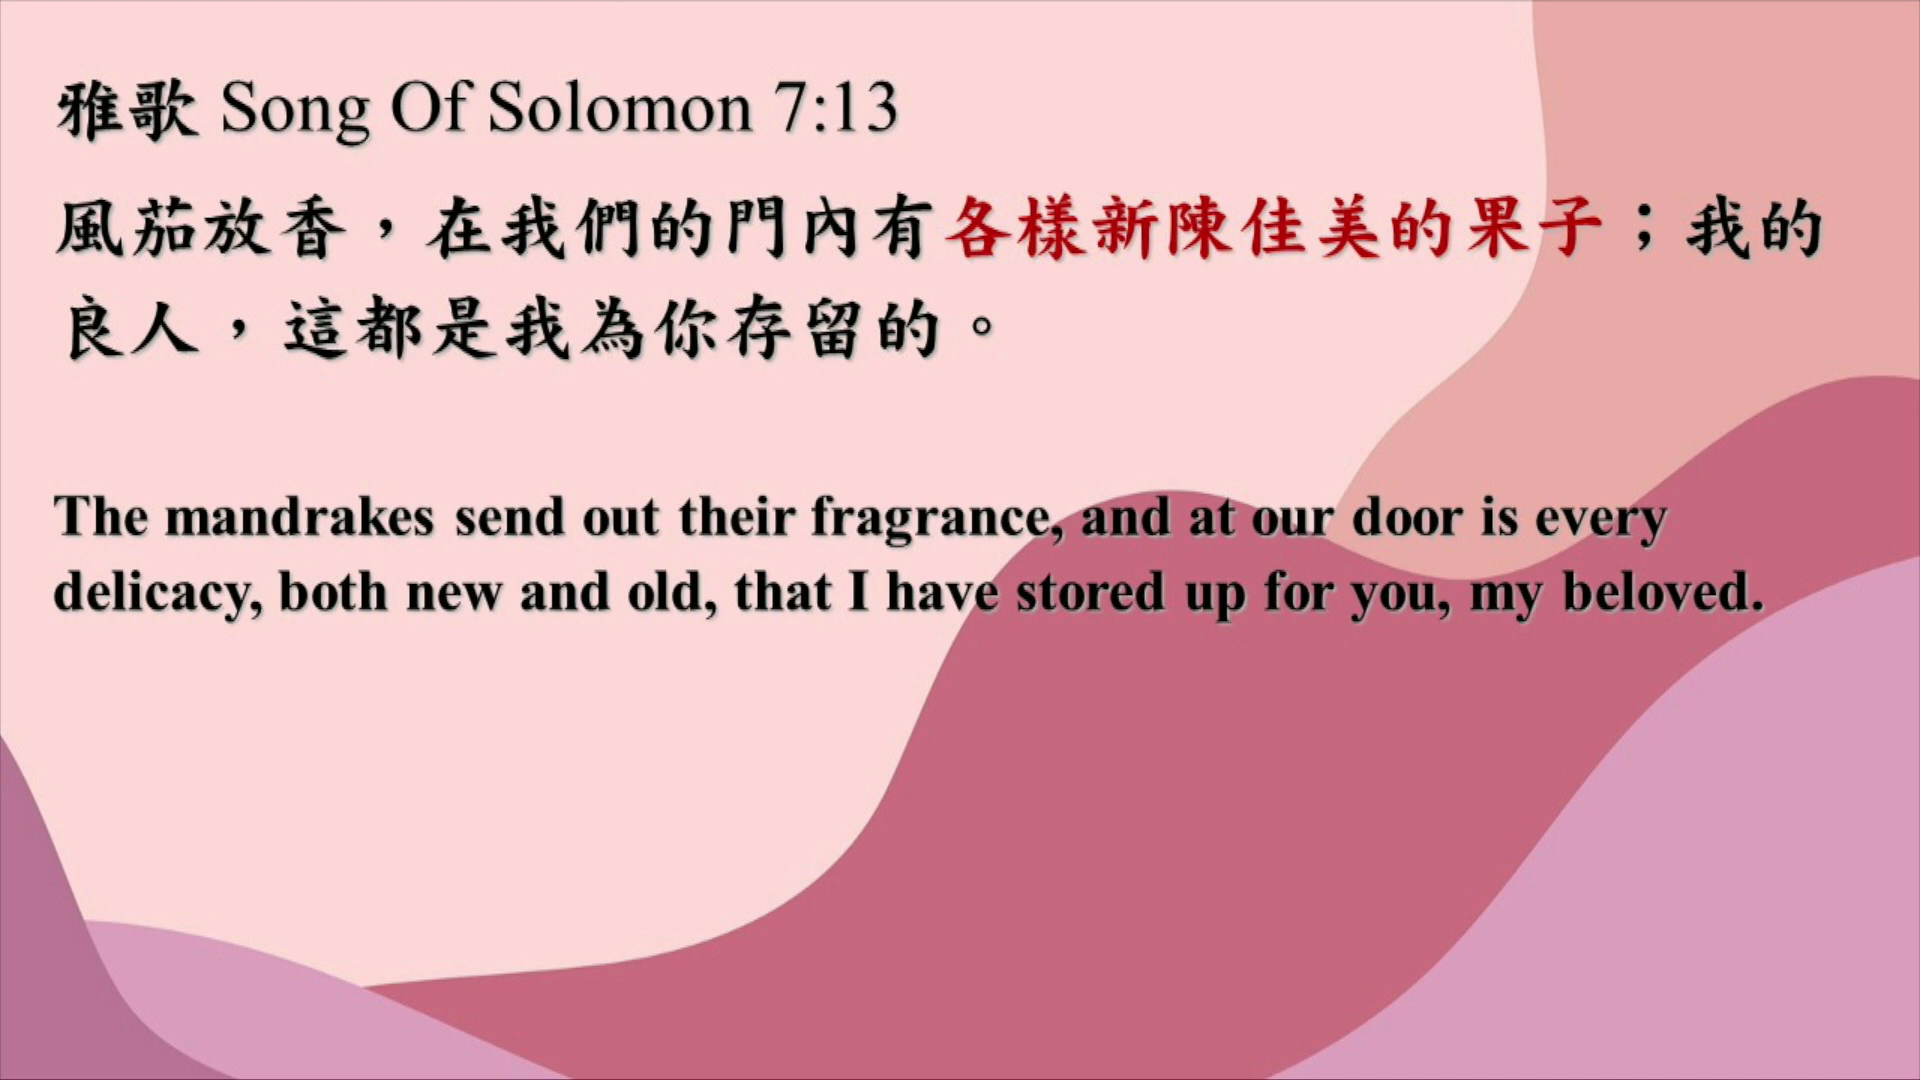 雅歌 Song Of Solomon 7:13
風茄放香，在我們的門內有各樣新陳佳美的果子；我的
良人，這都是我為你存留的。
The mandrakes send out their fragrance, and at our door is every
delicacy, both new and old, that I have stored up for you, my beloved.